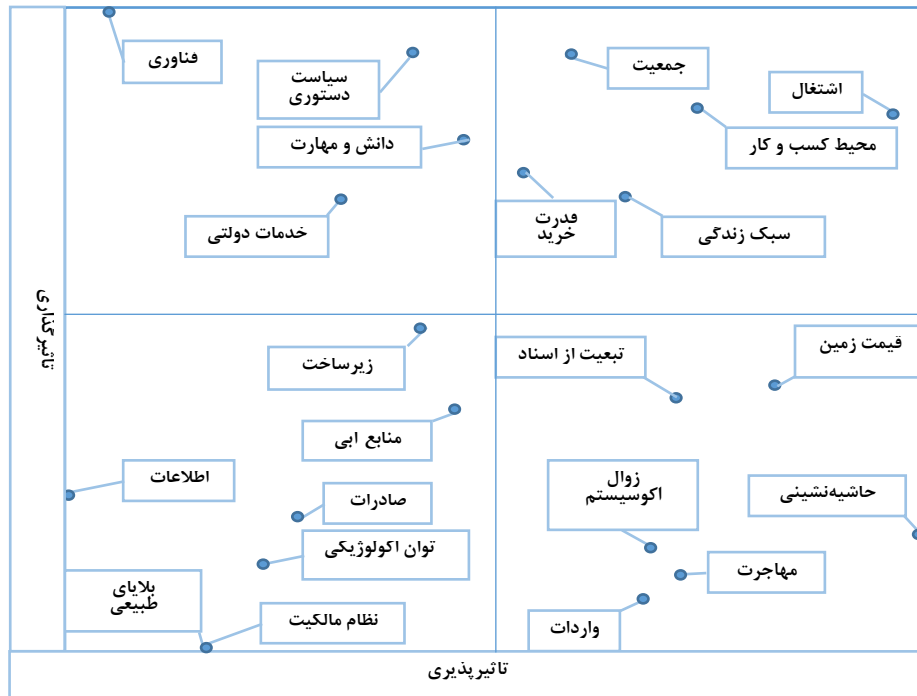 جمعیت
اشتغال
محیط کسب و کار
قدرت
خرید
سبک زندگی
فناوری
سیاست
دستوری
دانش و مهارت
خدمات دولتی
قیمت زمین
تبعیت از اسناد
زوال
اکوسیستم
حاشیه‌نشینی
مهاجرت
واردات
زیرساخت
منابع ابی
اطلاعات
صادرات
توان اکولوژیکی
بلایای
طبیعی
نظام مالکیت
تاثیرگذاری
تاثیرپذیری